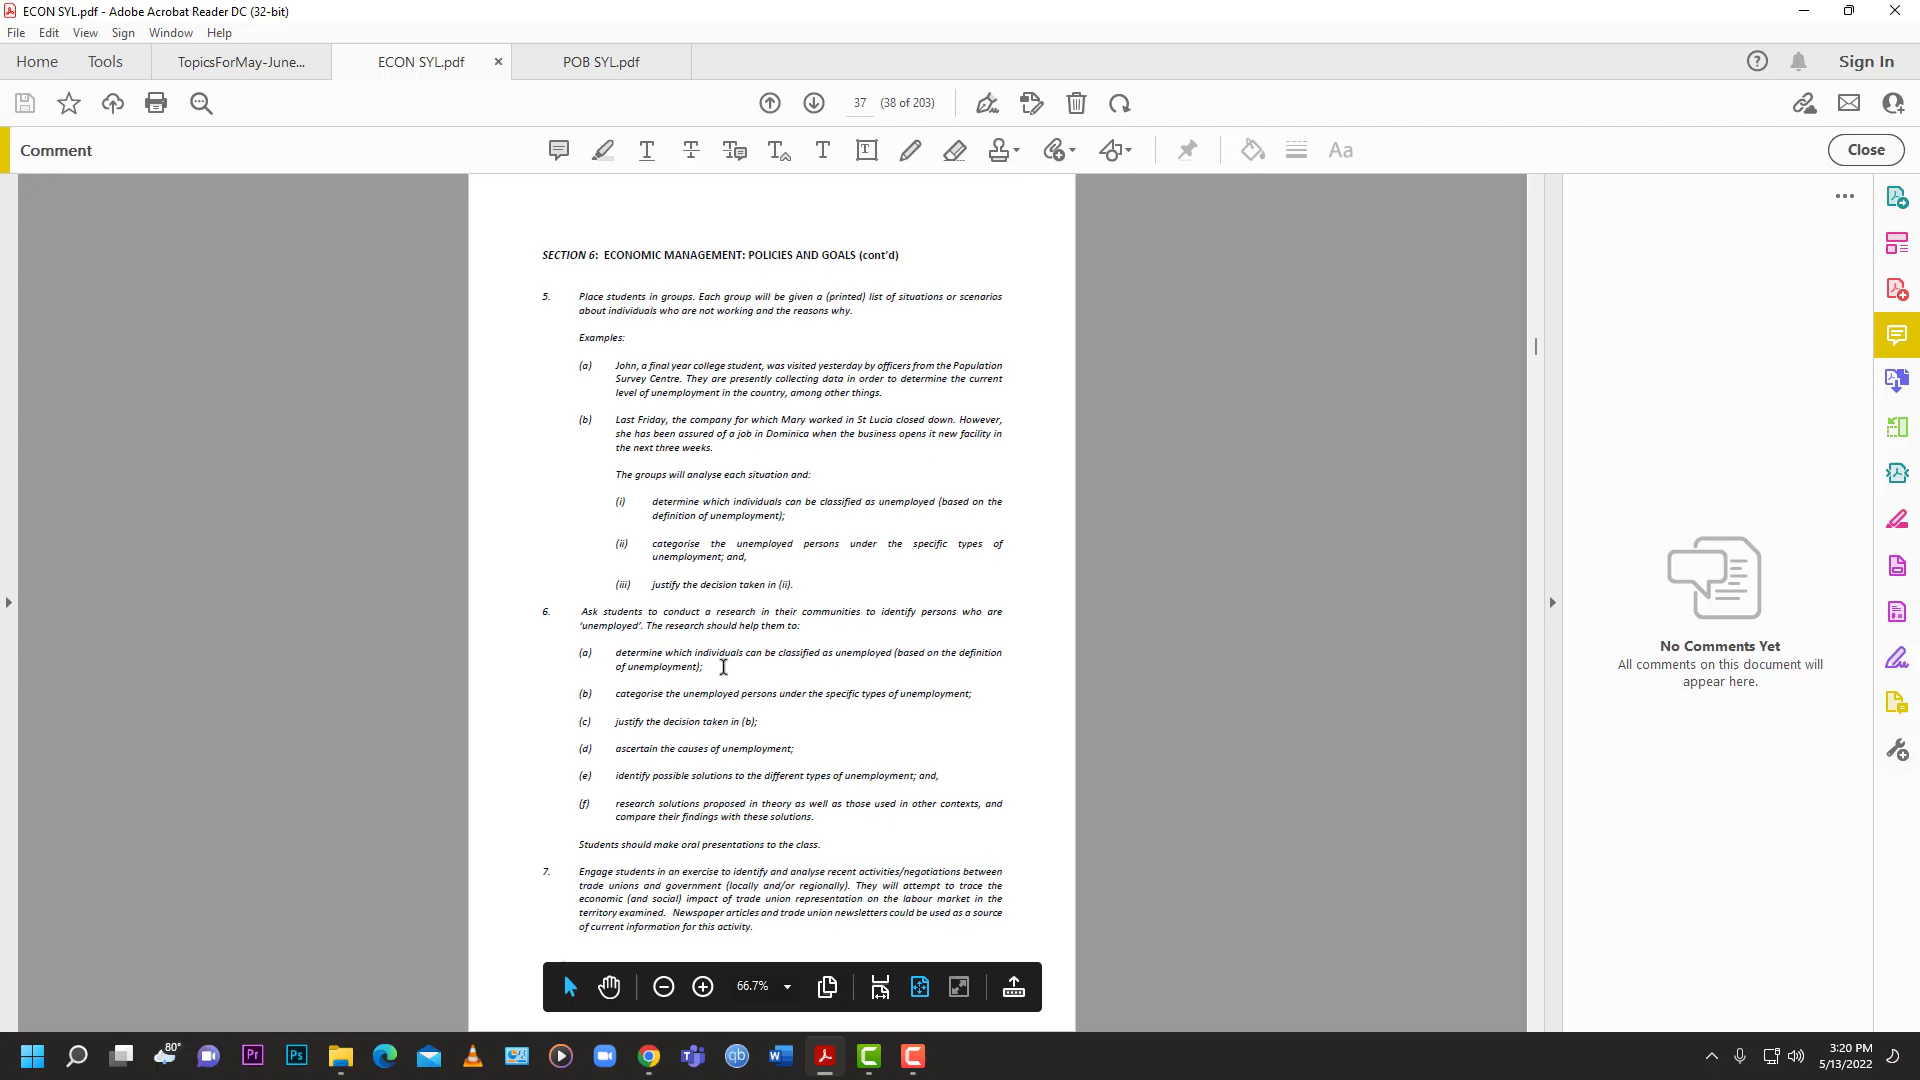 ECON SYL.pdf - Adobe Acrobat Reader DC (32-bit)
File Edit View Sign Window Help
Home Tools TopicsForMay-June... ECON SYL.pdf × POB SYL.pdf Sign In
37 (38 of 203)
Comment Close
SECTION 6: ECONOMIC MANAGEMENT: POLICIES AND GOALS (cont'd)
5. Place students in groups. Each group will be given a (printed) list of situations or scenarios
about individuals who are not working and the reasons why.
Examples:
(a) John, a final year college student, was visited yesterday by officers from the Population
Survey Centre. They are presently collecting data in order to determine the current
level of unemployment in the country, among other things.
(b) Last Friday, the company for which Mary worked in St Lucia closed down. However,
she has been assured of a job in Dominica when the business opens it new facility in
the next three weeks.
The groups will analyse each situation and:
(i) determine which individuals can be classified as unemployed (based on the
definition of unemployment);
(ii) categorise the unemployed persons under the specific types of
unemployment; and,
(iii) justify the decision taken in (ii).
6. Ask students to conduct a research in their communities to identify persons who are
'unemployed'. The research should help them to:
(a) determine which individuals can be classified as unemployed (based on the definition
of unemployment);
(b) categorise the unemployed persons under the specific types of unemployment;
(c) justify the decision taken in (b);
(d) ascertain the causes of unemployment;
(e) identify possible solutions to the different types of unemployment; and,
(f) research solutions proposed in theory as well as those used in other contexts, and
compare their findings with these solutions.
Students should make oral presentations to the class.
7. Engage students in an exercise to identify and analyse recent activities/negotiations between
trade unions and government (locally and/or regionally). They will attempt to trace the
economic (and social) impact of trade union representation on the labour market in the
territory examined. Newspaper articles and trade union newsletters could be used as a source
of current information for this activity.
No Comments Yet
All comments on this document will
appear here.
66.7%
80°
Pr
Ps
qb
3:20 PM
5/13/2022